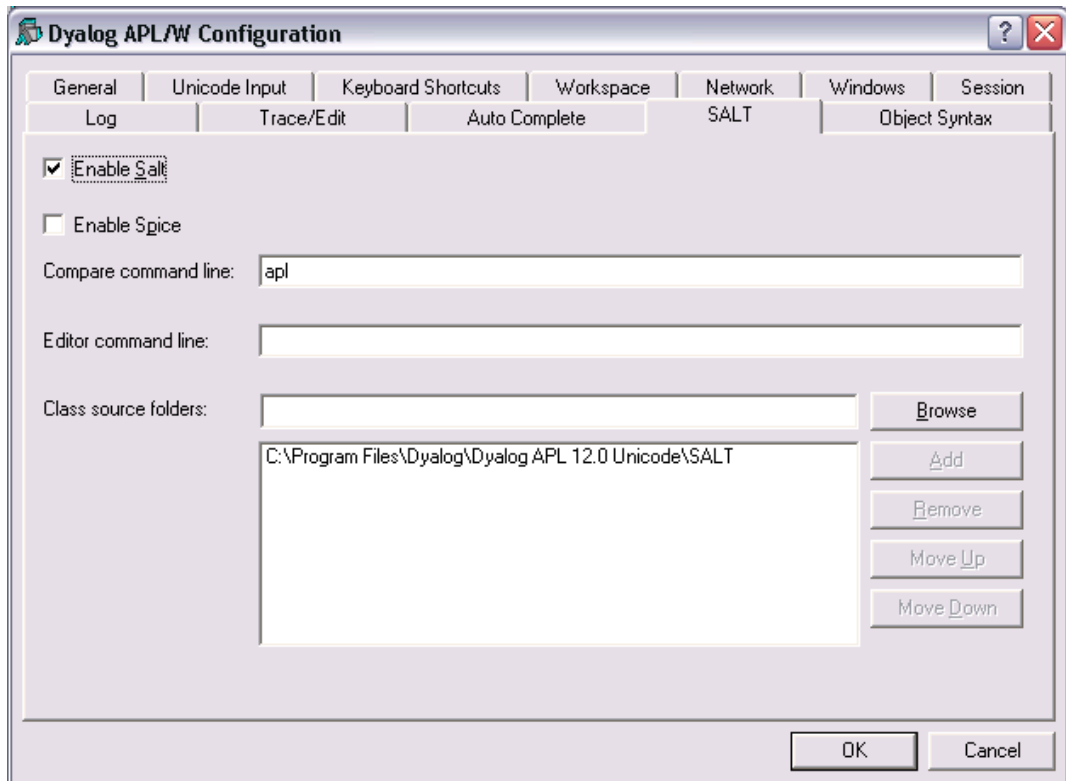 Dyalog APL/W Configuration
General Unicode Input Keyboard Shortcuts Workspace Network Windows Session
Log Trace/Edit Auto Complete SALT Object Syntax
Enable Salt
Enable Spice
Compare command line: apl
Editor command line:
Class source folders: Browse
C:\Program Files\Dyalog\Dyalog APL 12.0 Unicode\SALT
Add
Remove
Move Up
Move Down
OK Cancel